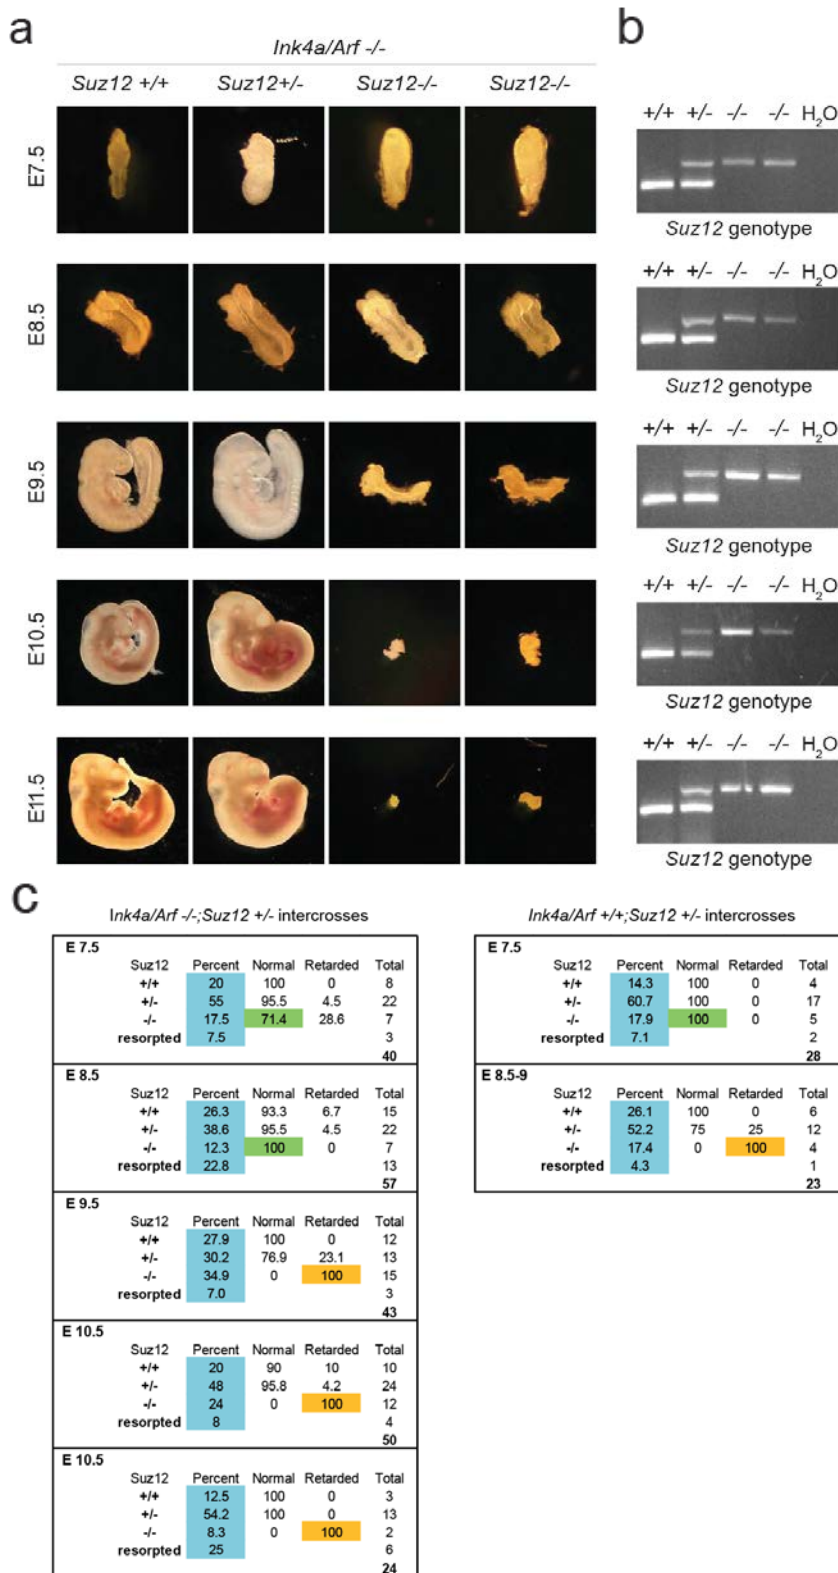 a
Ink4a/Arf -/-
Suz12 +/+ Suz12+/- Suz12-/- Suz12-/-
E7.5
E8.5
E9.5
E10.5
E11.5
b
+/+ +/- -/- -/- H2O
Suz12 genotype
+/+ +/- -/- -/- H2O
Suz12 genotype
+/+ +/- -/- -/- H2O
Suz12 genotype
+/+ +/- -/- -/- H2O
Suz12 genotype
+/+ +/- -/- -/- H2O
Suz12 genotype
c
Ink4a/Arf -/-;Suz12 +/- intercrosses
E 7.5
Suz12 Percent Normal Retarded Total
+/+ 20 100 0 8
+/- 55 95.5 4.5 22
-/- 17.5 71.4 28.6 7
resorpted 7.5 3
40
E 8.5
Suz12 Percent Normal Retarded Total
+/+ 26.3 93.3 6.7 15
+/- 38.6 95.5 4.5 22
-/- 12.3 100 0 7
resorpted 22.8 13
57
E 9.5
Suz12 Percent Normal Retarded Total
+/+ 27.9 100 0 12
+/- 30.2 76.9 23.1 13
-/- 34.9 0 100 15
resorpted 7.0 3
43
E 10.5
Suz12 Percent Normal Retarded Total
+/+ 20 90 10 10
+/- 48 95.8 4.2 24
-/- 24 0 100 12
resorpted 8 4
50
E 10.5
Suz12 Percent Normal Retarded Total
+/+ 12.5 100 0 3
+/- 54.2 100 0 13
-/- 8.3 0 100 2
resorpted 25 6
24
Ink4a/Arf +/+;Suz12 +/- intercrosses
E 7.5
Suz12 Percent Normal Retarded Total
+/+ 14.3 100 0 4
+/- 60.7 100 0 17
-/- 17.9 100 0 5
resorpted 7.1 2
28
E 8.5-9
Suz12 Percent Normal Retarded Total
+/+ 26.1 100 0 6
+/- 52.2 75 25 12
-/- 17.4 0 100 4
resorpted 4.3 1
23